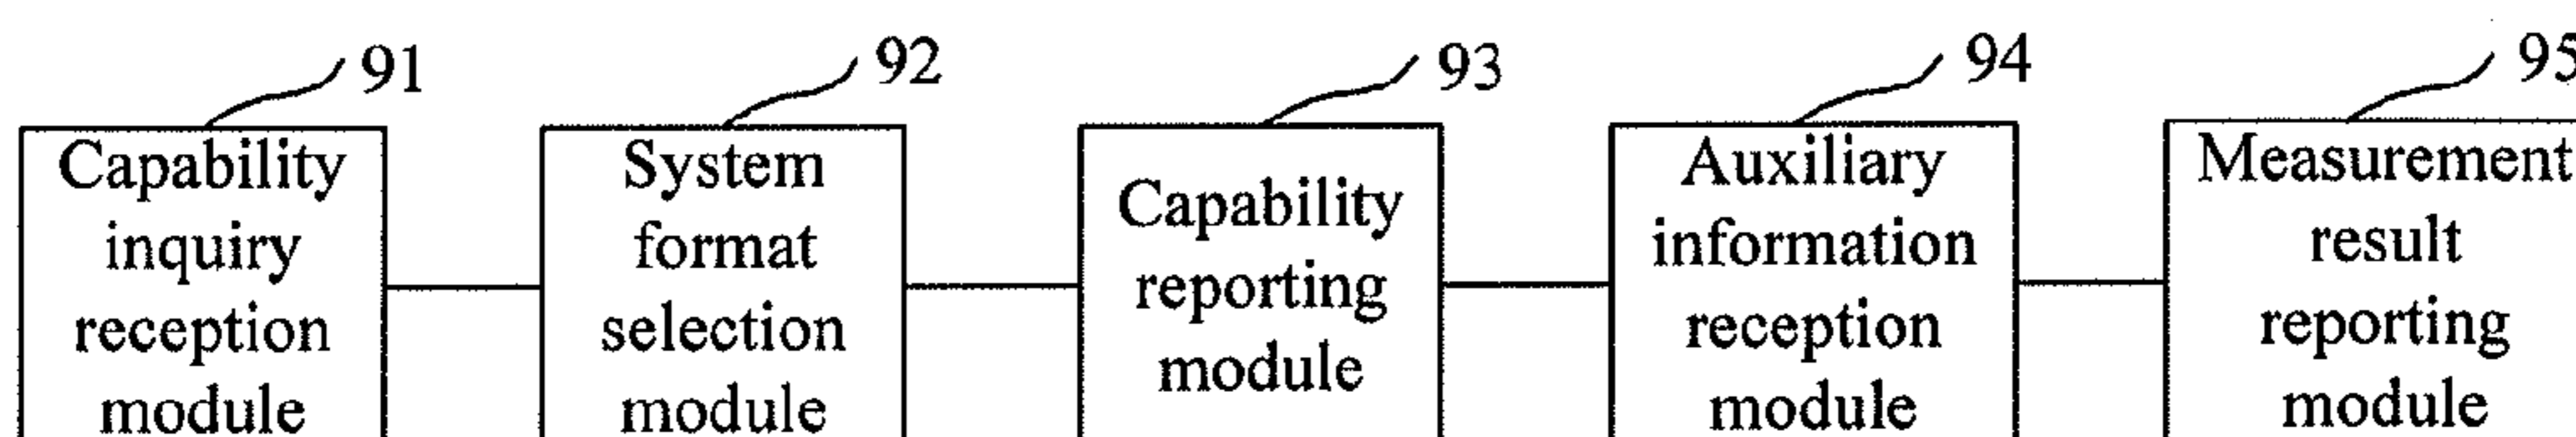 91
92
93
94
95
Capability
inquiry
reception
module
System
format
selection
module
Capability
reporting
module
Auxiliary
information
reception
module
Measurement
result
reporting
module